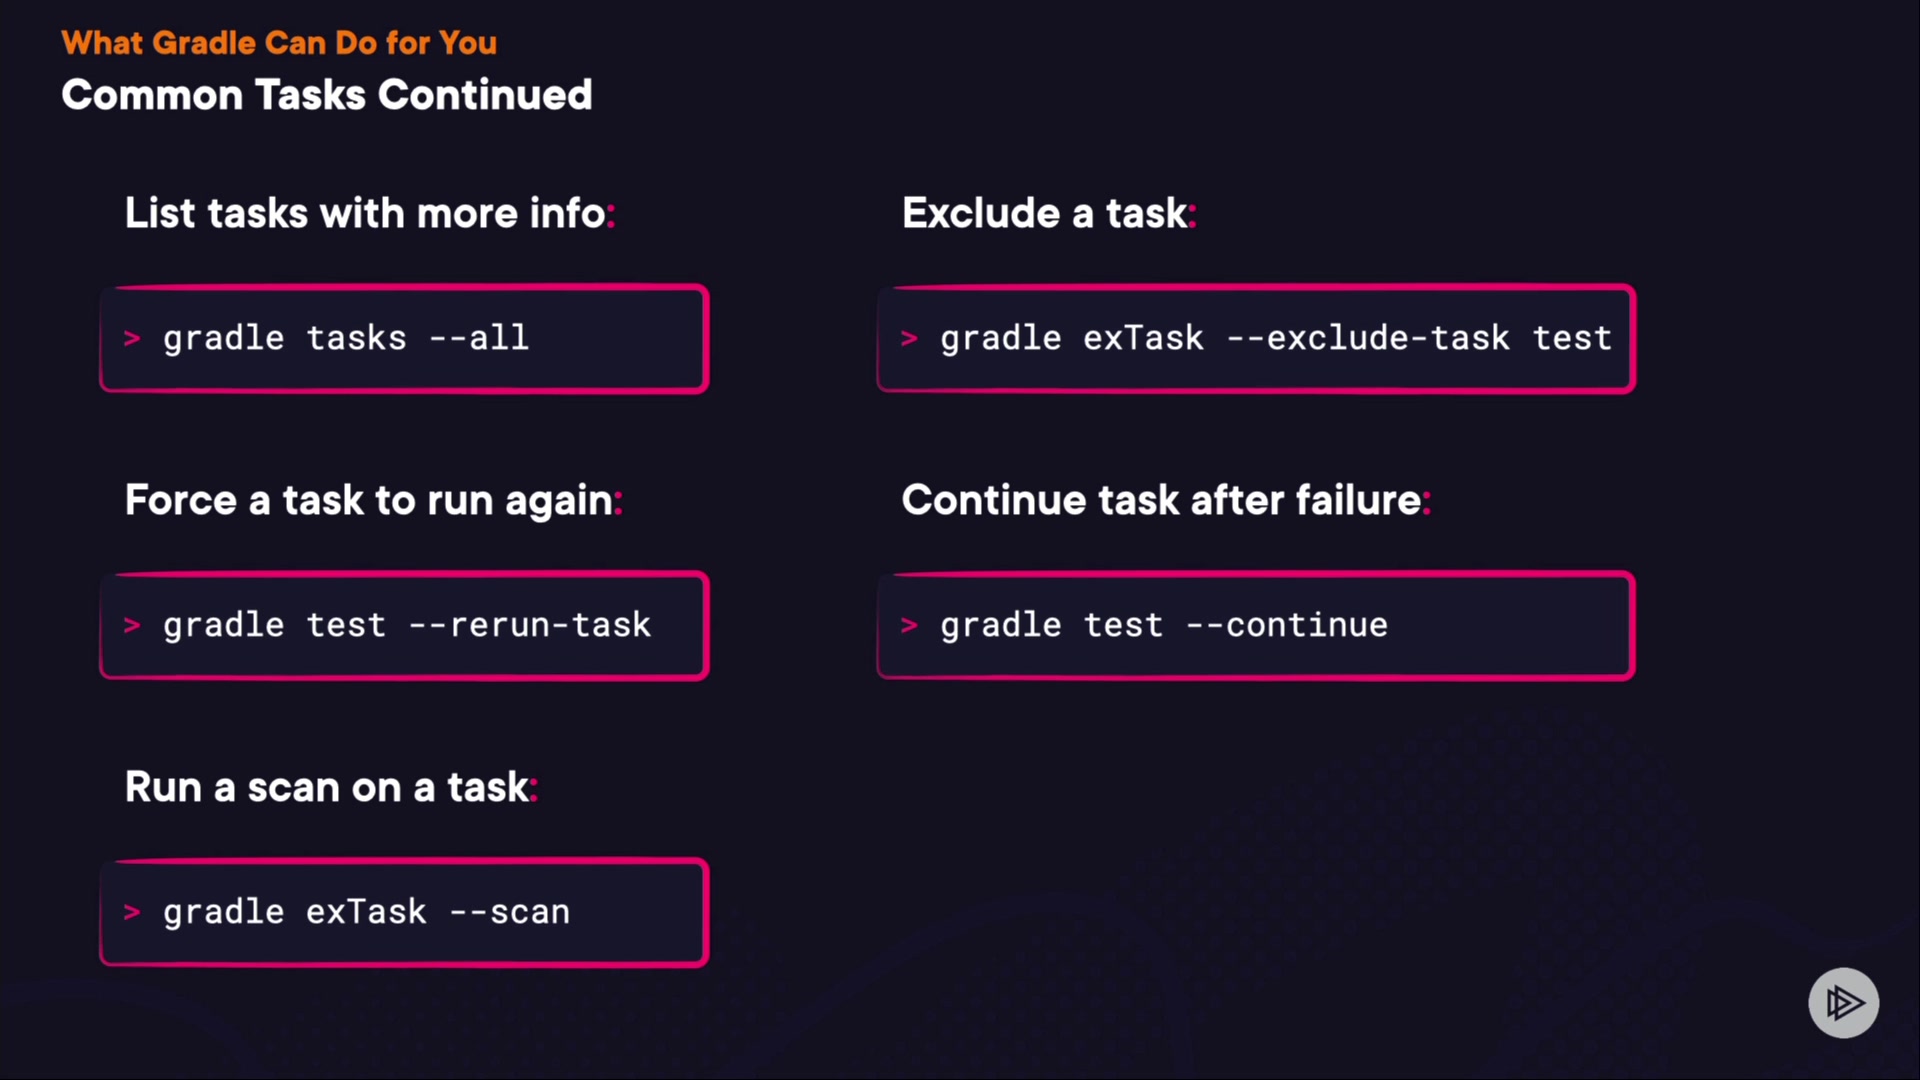 What Gradle Can Do for You
Common Tasks Continued
List tasks with more info:
> gradle tasks --all
Exclude a task:
> gradle exTask --exclude-task test
Force a task to run again:
> gradle test --rerun-task
Continue task after failure:
> gradle test --continue
Run a scan on a task:
> gradle exTask --scan